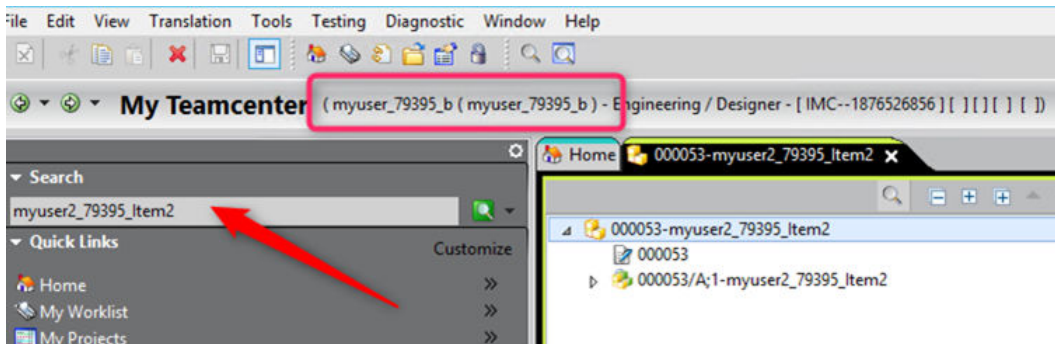 File Edit View Translation Tools Testing Diagnostic Window Help
My Teamcenter ( myuser_79395_b ( myuser_79395_b ) - Engineering / Designer - [ IMC--1876526856 ] [ ] [ ] [ ] [ ])
Home 000053-myuser2_79395_Item2
Search
myuser2_79395_Item2
Quick Links Customize
Home
My Worklist
My Projects
000053-myuser2_79395_Item2
000053
000053/A;1-myuser2_79395_Item2